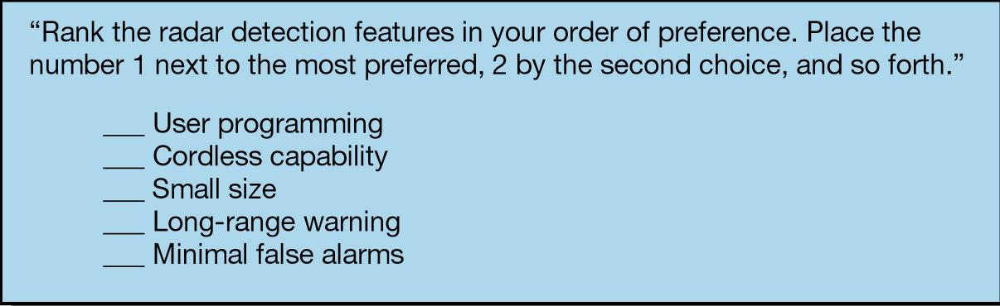 “Rank the radar detection features in your order of preference. Place the
number 1 next to the most preferred, 2 by the second choice, and so forth.”
___ User programming
___ Cordless capability
___ Small size
___ Long-range warning
___ Minimal false alarms